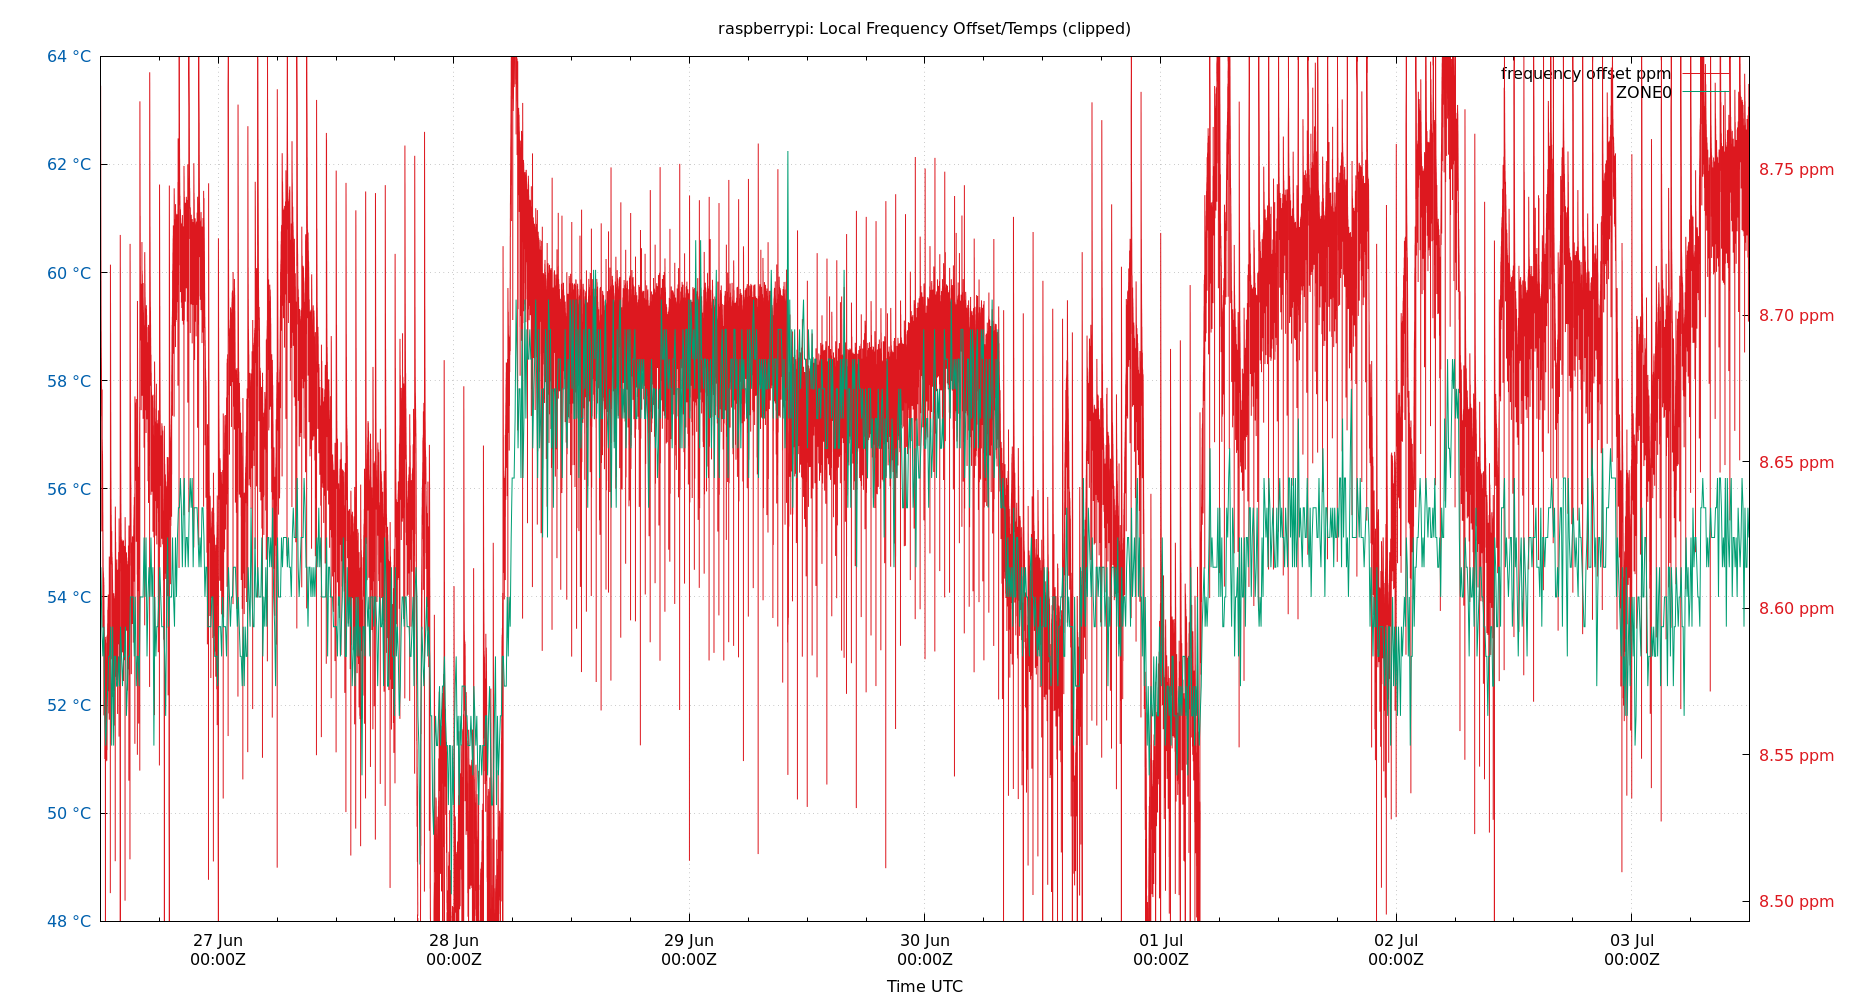 raspberrypi: Local Frequency Offset/Temps (clipped)
64 °C
62 °C
60 °C
58 °C
56 °C
54 °C
52 °C
50 °C
48 °C
frequency offset ppm
ZONE0
8.75 ppm
8.70 ppm
8.65 ppm
8.60 ppm
8.55 ppm
8.50 ppm
27 Jun
00:00Z
28 Jun
00:00Z
29 Jun
00:00Z
30 Jun
00:00Z
01 Jul
00:00Z
02 Jul
00:00Z
03 Jul
00:00Z
Time UTC